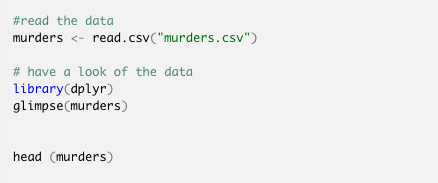 #read the data
murders <- read.csv("murders.csv")
# have a look of the data
library(dplyr)
glimpse(murders)
head (murders)